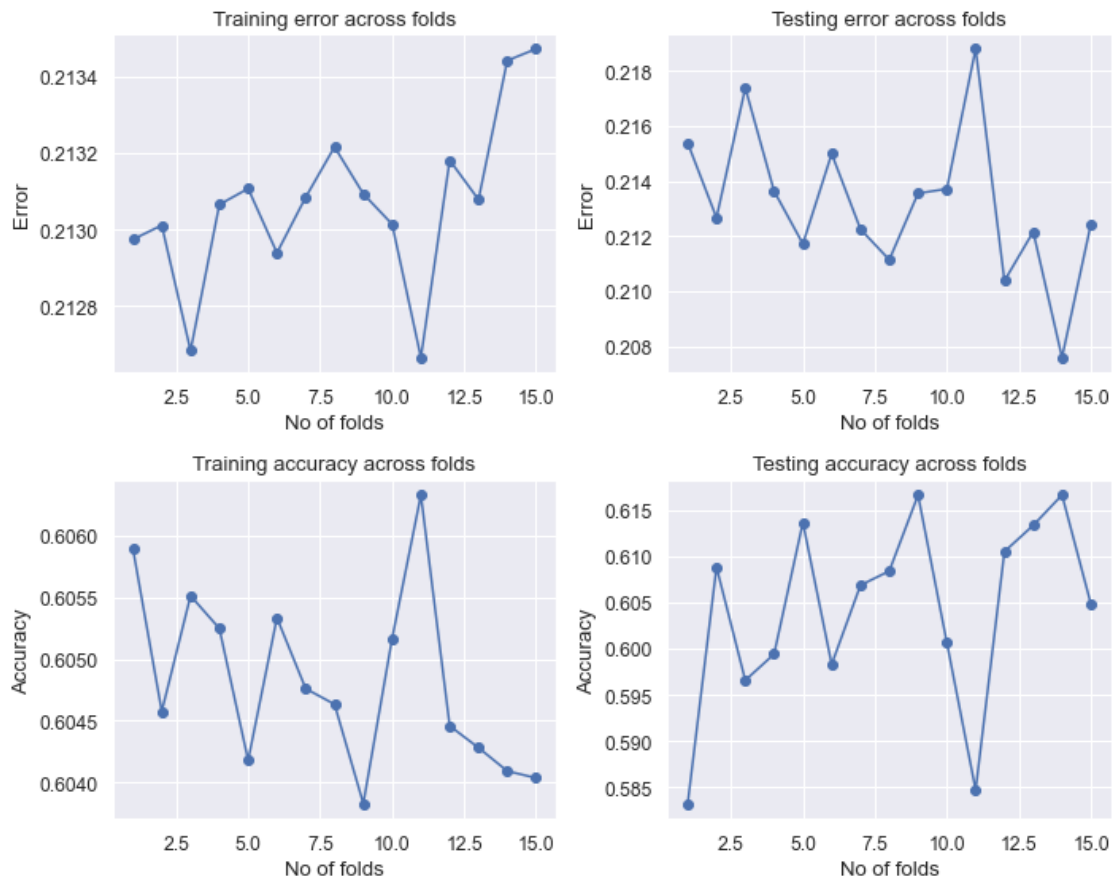 Training error across folds
0.2134
0.2132
0.2130
0.2128
Error
2.5 5.0 7.5 10.0 12.5 15.0
No of folds
Testing error across folds
0.218
0.216
0.214
0.212
0.210
0.208
Error
2.5 5.0 7.5 10.0 12.5 15.0
No of folds
Training accuracy across folds
0.6060
0.6055
0.6050
0.6045
0.6040
Accuracy
2.5 5.0 7.5 10.0 12.5 15.0
No of folds
Testing accuracy across folds
0.615
0.610
0.605
0.600
0.595
0.590
0.585
Accuracy
2.5 5.0 7.5 10.0 12.5 15.0
No of folds